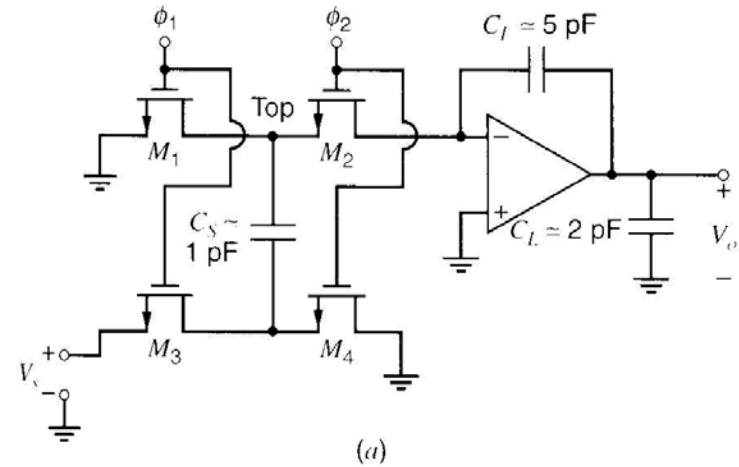 ϕ₁
ϕ₂
C_I ≃ 5 pF
Top
M₁
M₂
−
+
C_S ≃
1 pF
C_L ≃ 2 pF
+
V_o
−
M₃
M₄
+
V_s
−
(a)